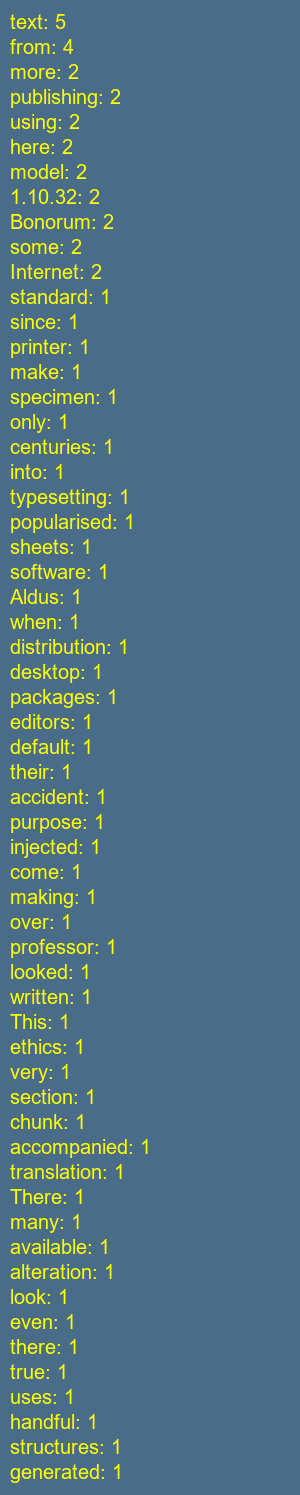 text: 5
from: 4
more: 2
publishing: 2
using: 2
here: 2
model: 2
1.10.32: 2
Bonorum: 2
some: 2
Internet: 2
standard: 1
since: 1
printer: 1
make: 1
specimen: 1
only: 1
centuries: 1
into: 1
typesetting: 1
popularised: 1
sheets: 1
software: 1
Aldus: 1
when: 1
distribution: 1
desktop: 1
packages: 1
editors: 1
default: 1
their: 1
accident: 1
purpose: 1
injected: 1
come: 1
making: 1
over: 1
professor: 1
looked: 1
written: 1
This: 1
ethics: 1
very: 1
section: 1
chunk: 1
accompanied: 1
translation: 1
There: 1
many: 1
available: 1
alteration: 1
look: 1
even: 1
there: 1
true: 1
uses: 1
handful: 1
structures: 1
generated: 1